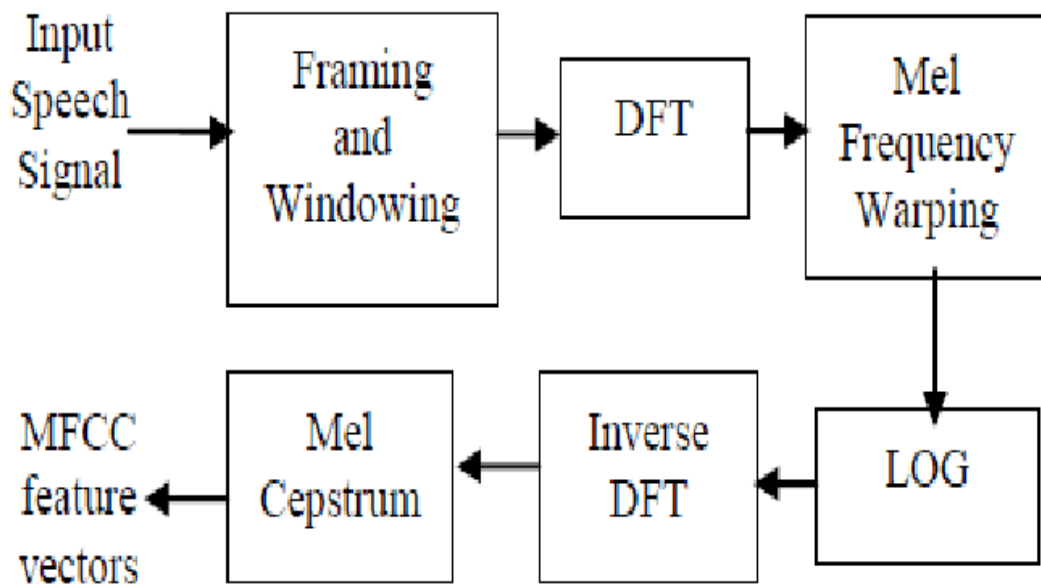 Input
Speech
Signal
Framing
and
Windowing
DFT
Mel
Frequency
Warping
LOG
Inverse
DFT
Mel
Cepstrum
MFCC
feature
vectors